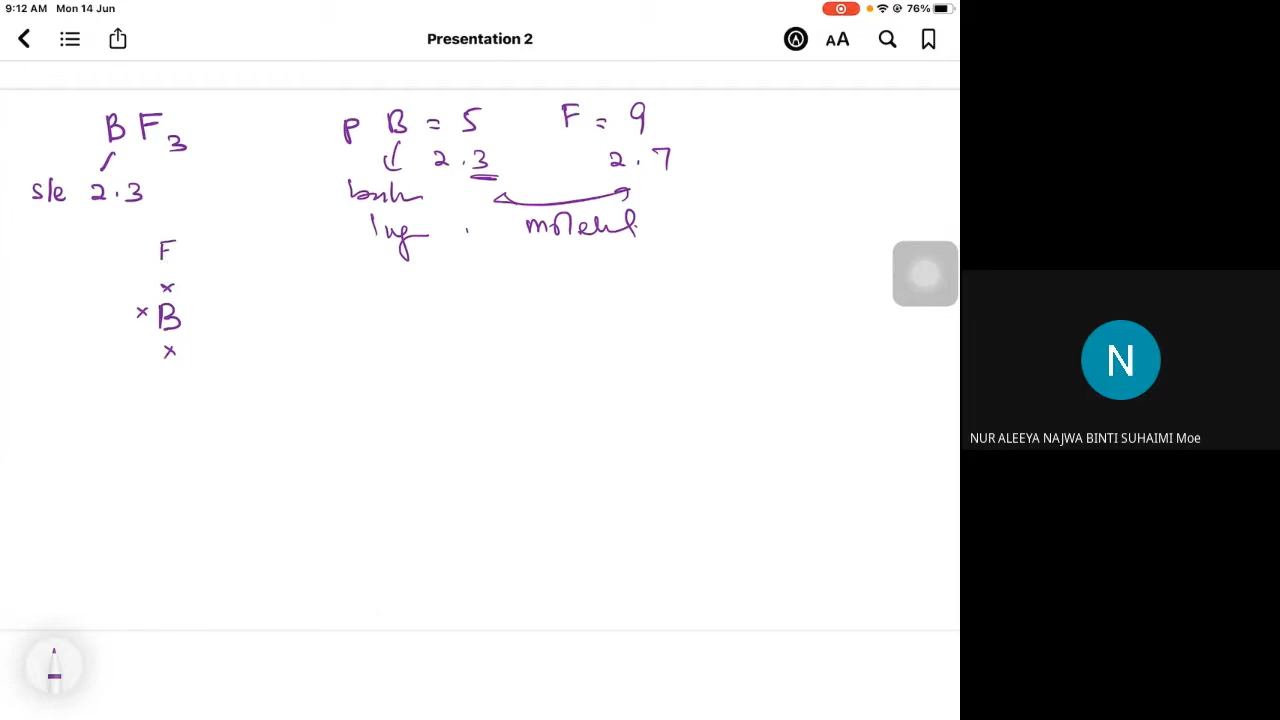 9:12 AM Mon 14 Jun
76%
AA
Presentation 2
BF3
p B = 5 F = 9
s/e 2.3
2.3 2.7
F
x
x B
x
N
NUR ALEEYA NAJWA BINTI SUHAIMI Moe